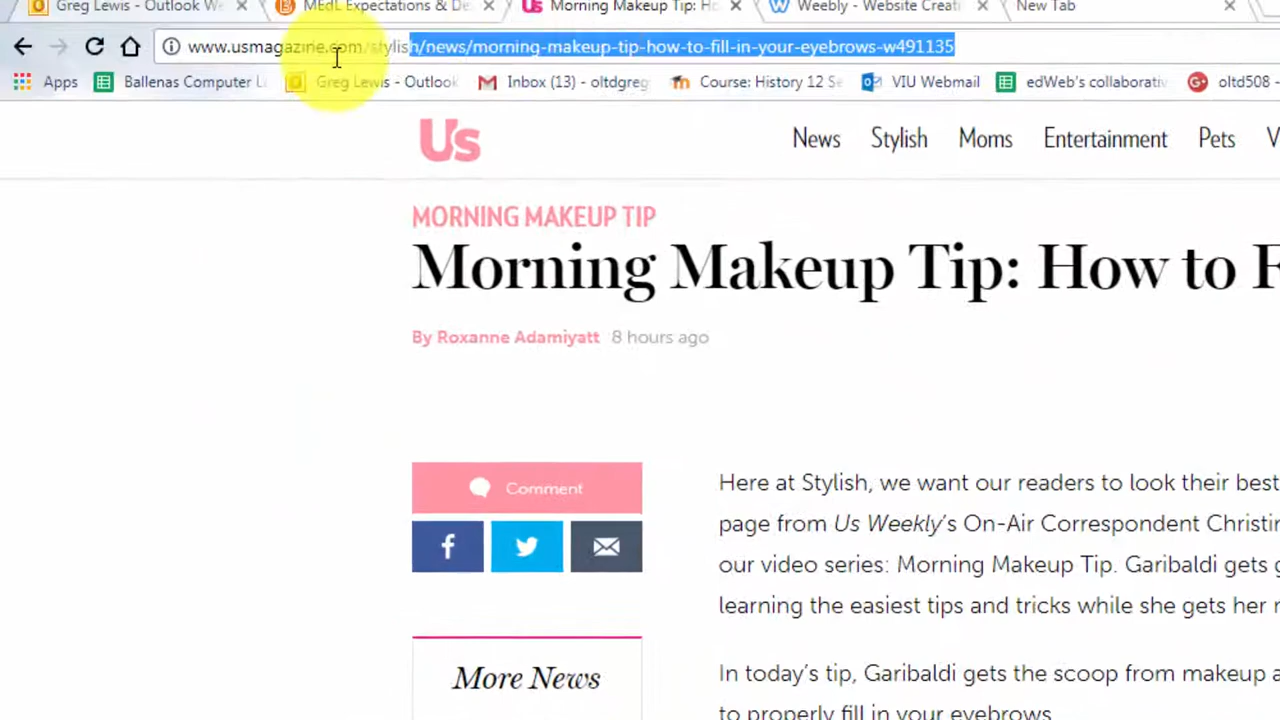 Greg Lewis - Outlook W MEdL Expectations & De Morning Makeup Tip: Ho Weebly - Website Creati New Tab
www.usmagazine.com/stylish/news/morning-makeup-tip-how-to-fill-in-your-eyebrows-w491135
Apps Ballenas Computer L Greg Lewis - Outlook Inbox (13) - oltdgreg Course: History 12 Se VIU Webmail edWeb's collaborativ oltd508 -
Us News Stylish Moms Entertainment Pets V
MORNING MAKEUP TIP
Morning Makeup Tip: How to F
By Roxanne Adamiyatt 8 hours ago
Comment
Here at Stylish, we want our readers to look their best
page from Us Weekly's On-Air Correspondent Christin
our video series: Morning Makeup Tip. Garibaldi gets g
learning the easiest tips and tricks while she gets her
More News
In today's tip, Garibaldi gets the scoop from makeup a
to properly fill in your eyebrows